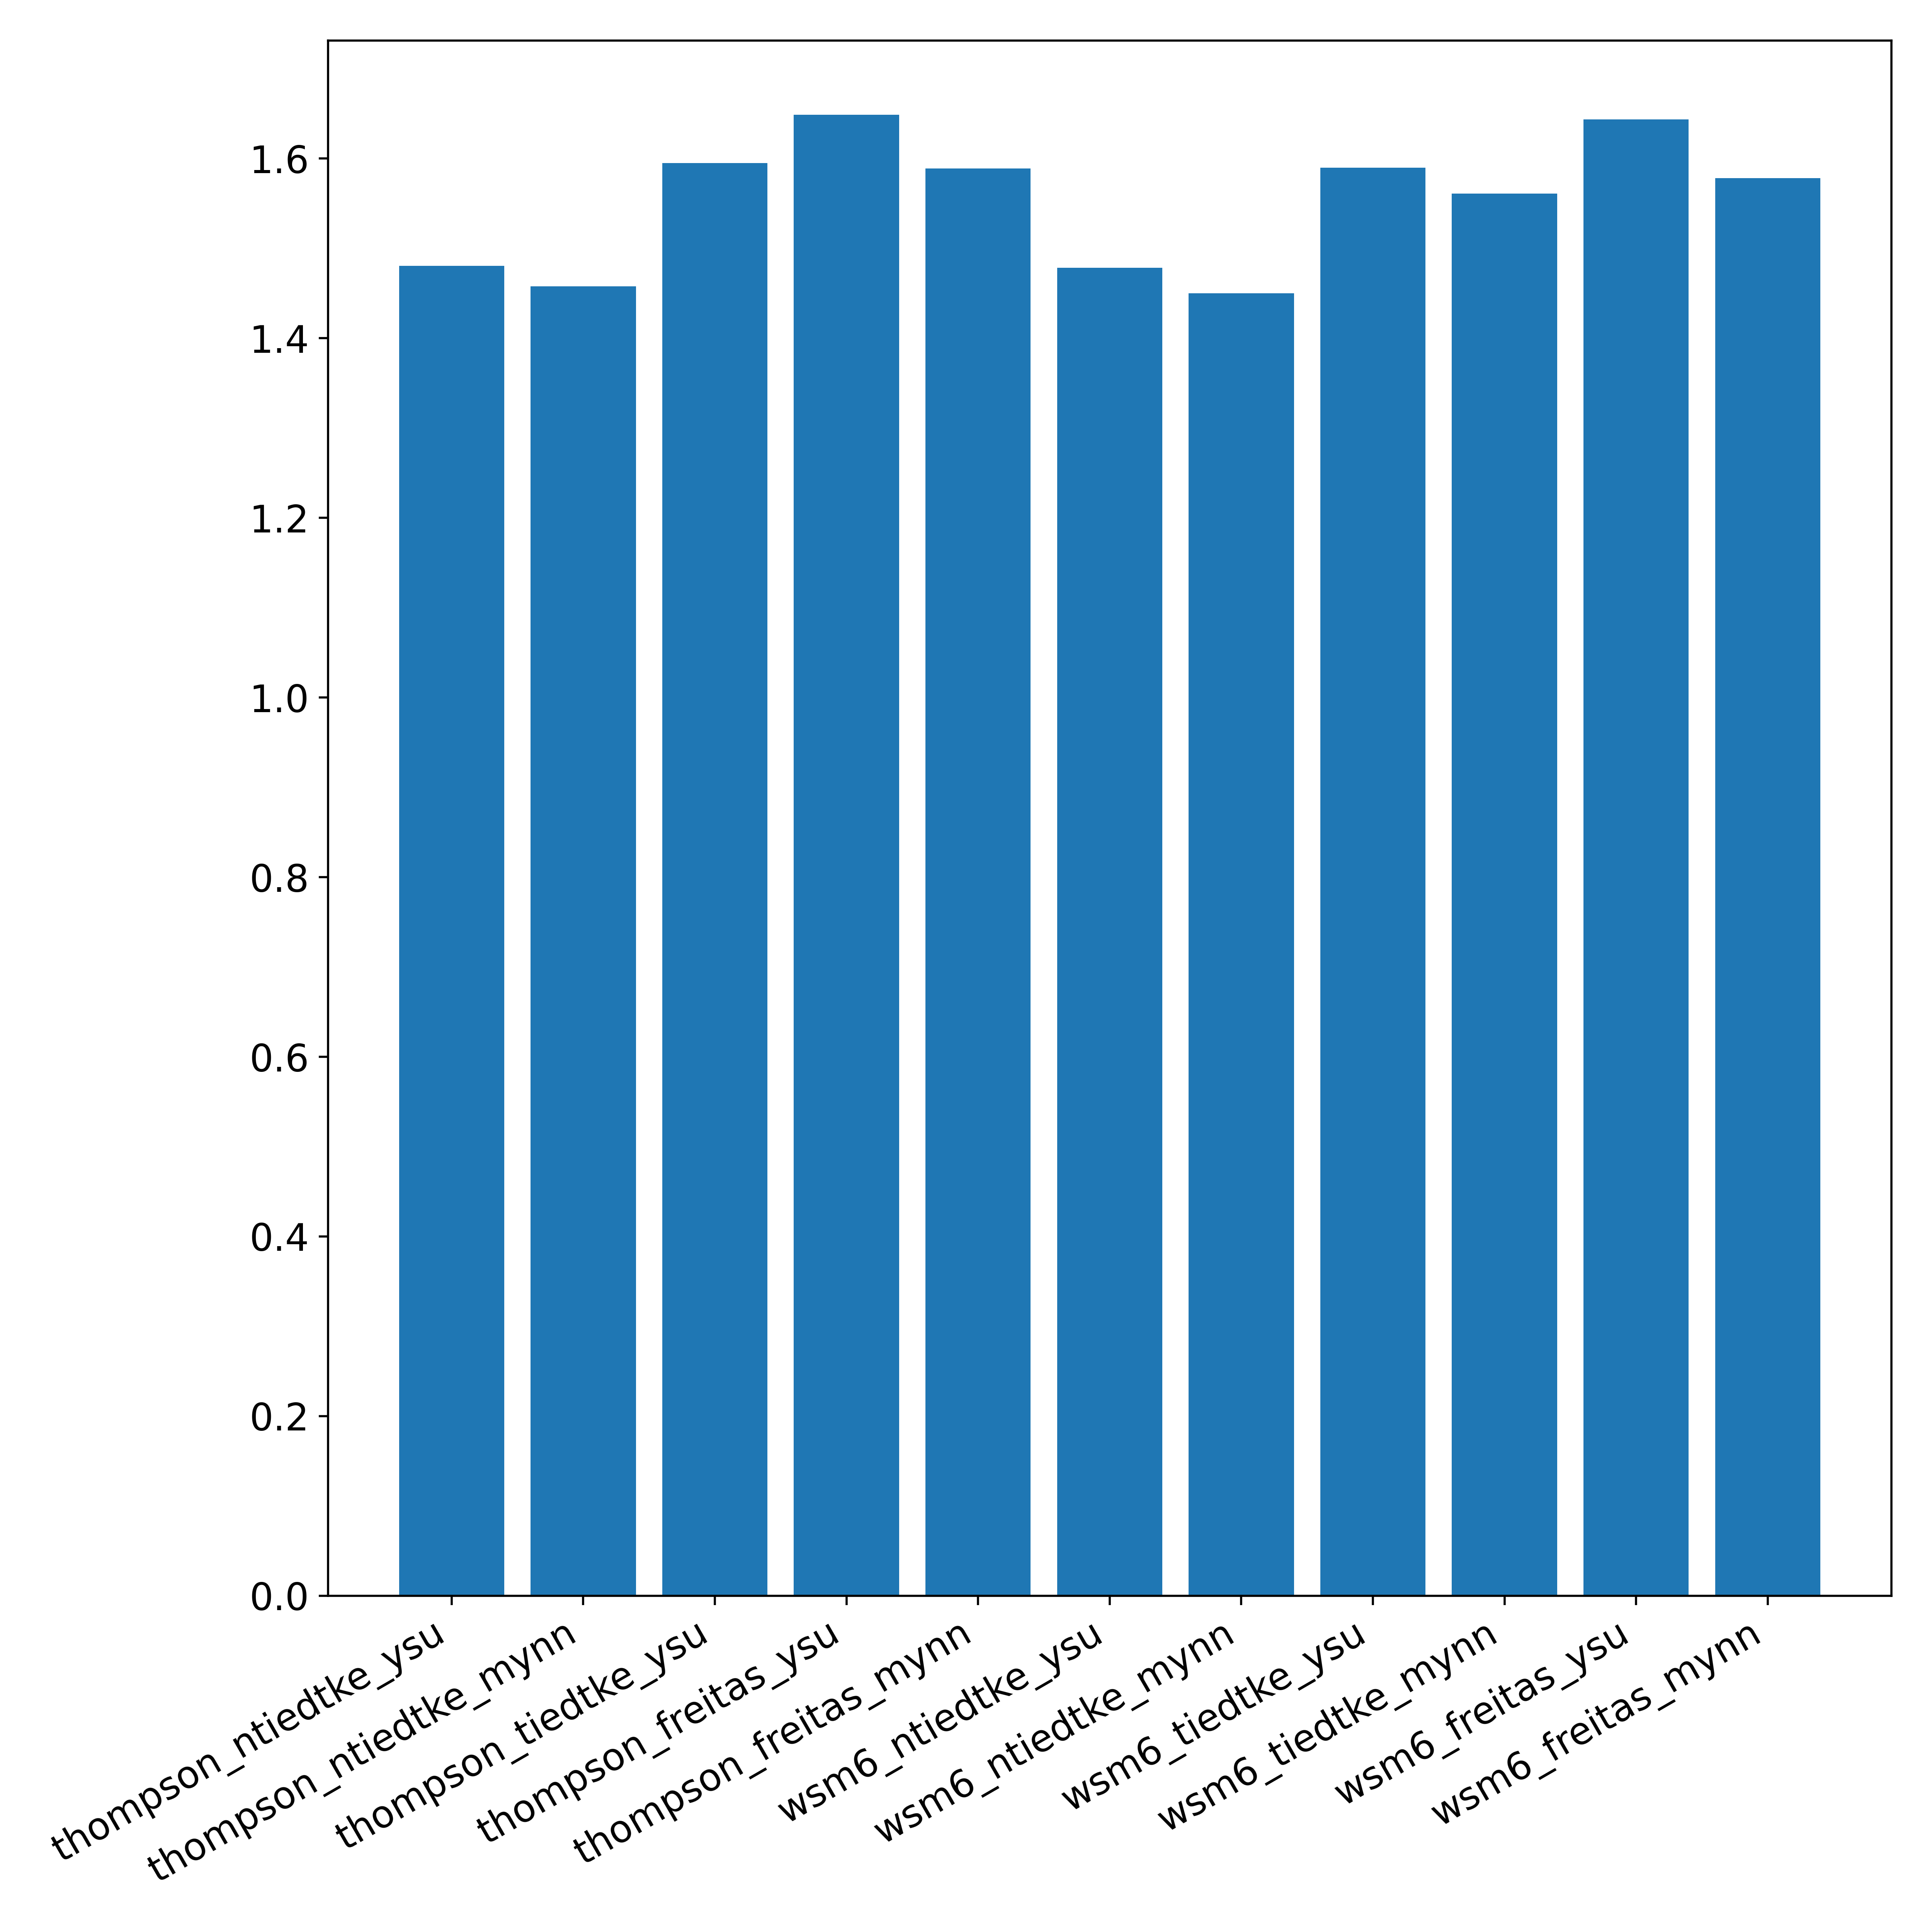 1.6
1.4
1.2
1.0
0.8
0.6
0.4
0.2
0.0
thompson_ntiedtke_ysu
thompson_ntiedtke_mynn
thompson_tiedtke_ysu
thompson_freitas_ysu
thompson_freitas_mynn
wsm6_ntiedtke_ysu
wsm6_ntiedtke_mynn
wsm6_tiedtke_ysu
wsm6_tiedtke_mynn
wsm6_freitas_ysu
wsm6_freitas_mynn